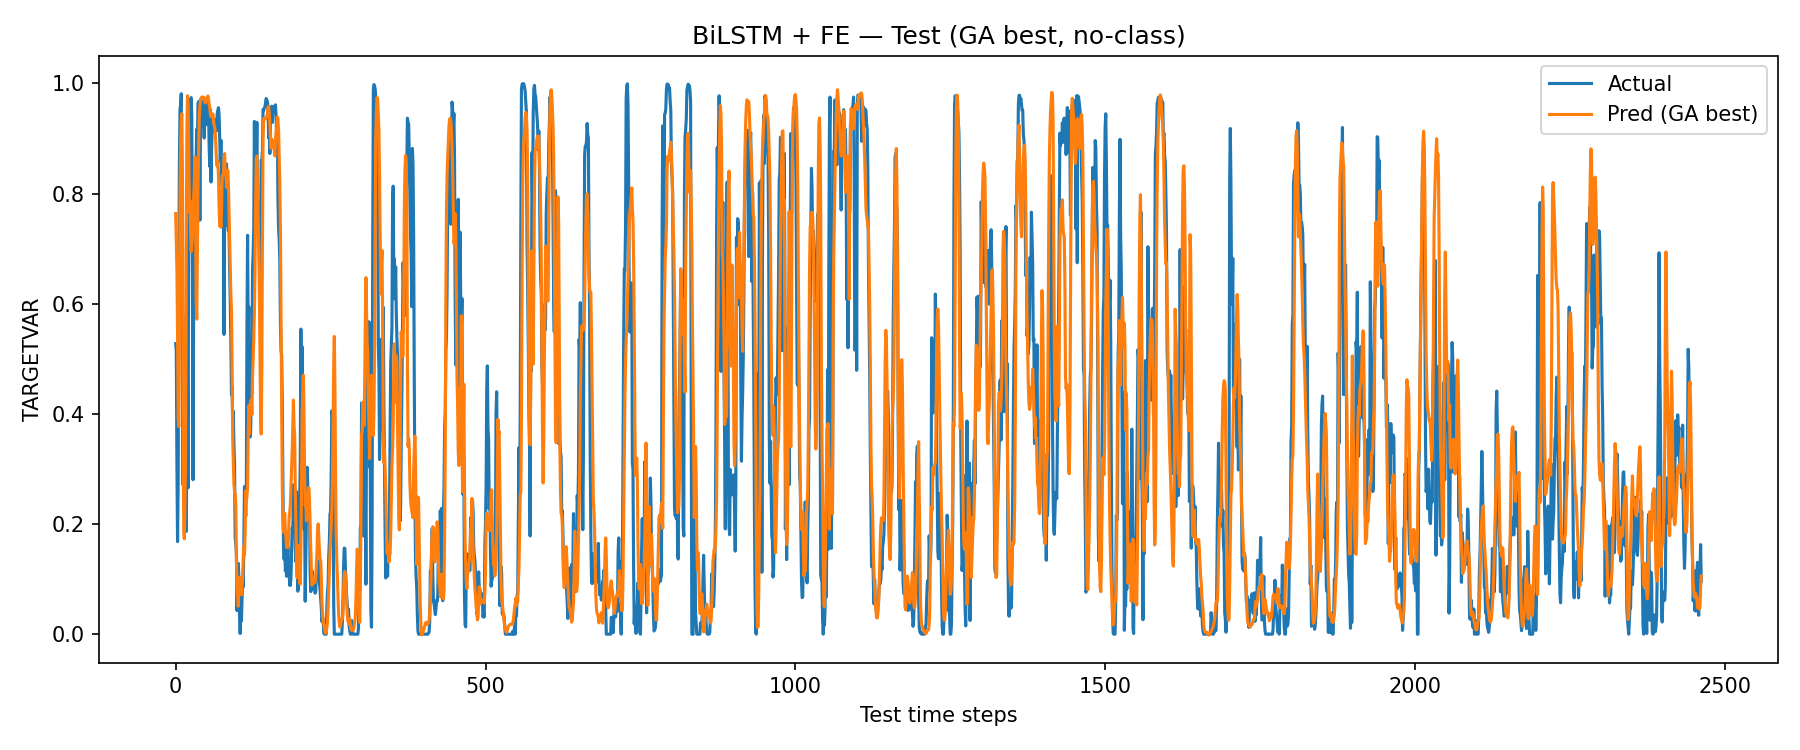 BiLSTM + FE — Test (GA best, no-class)
Actual
Pred (GA best)
TARGETVAR
1.0
0.8
0.6
0.4
0.2
0.0
0 500 1000 1500 2000 2500
Test time steps